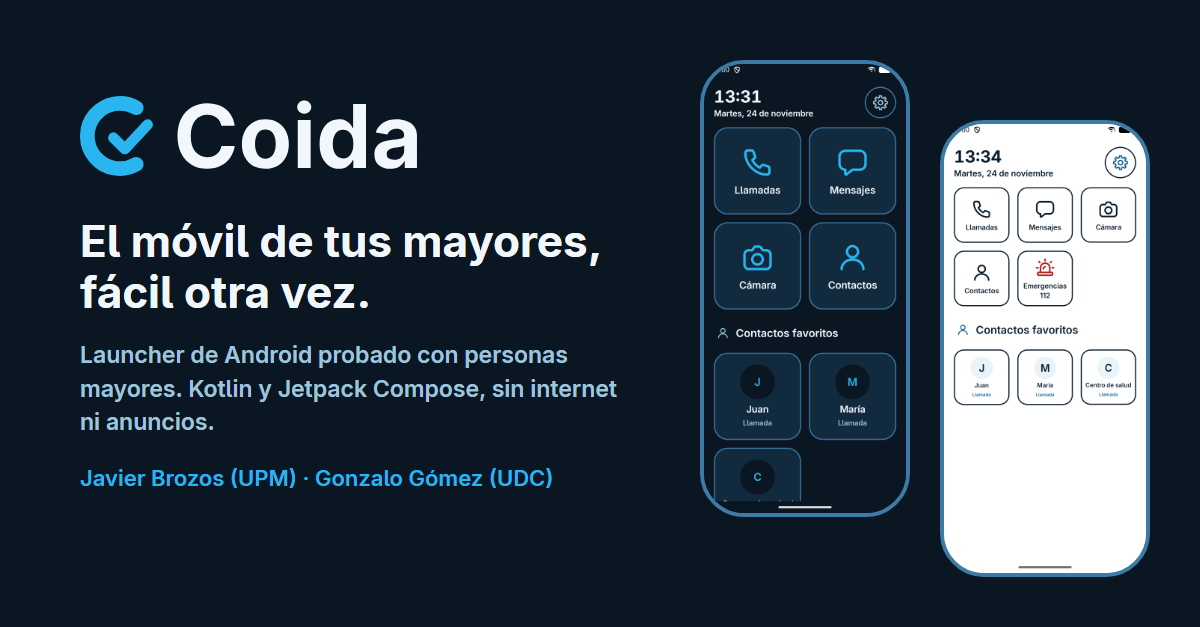 Coida
El móvil de tus mayores,
fácil otra vez.
Launcher de Android probado con personas
mayores. Kotlin y Jetpack Compose, sin internet
ni anuncios.
Javier Brozos (UPM) · Gonzalo Gómez (UDC)
13:31
Martes, 24 de noviembre
Llamadas
Mensajes
Cámara
Contactos
Contactos favoritos
J
M
Juan
María
Llamada
Llamada
C
13:34
Martes, 24 de noviembre
Llamadas
Mensajes
Cámara
Contactos
Emergencias
112
Contactos favoritos
J
M
C
Juan
María
Centro de salud
Llamada
Llamada
Llamada